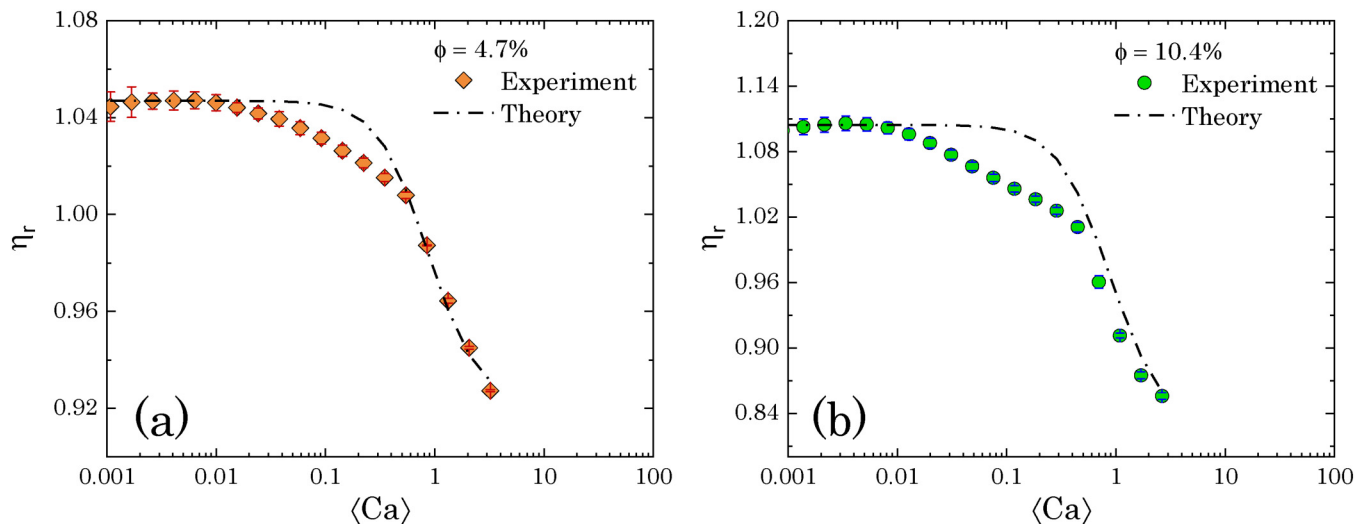 1.08
1.04
1.00
0.96
0.92
ηr
ϕ = 4.7%
Experiment
Theory
(a)
0.001 0.01 0.1 1 10 100
⟨Ca⟩
1.20
1.14
1.08
1.02
0.96
0.90
0.84
ηr
ϕ = 10.4%
Experiment
Theory
(b)
0.001 0.01 0.1 1 10 100
⟨Ca⟩